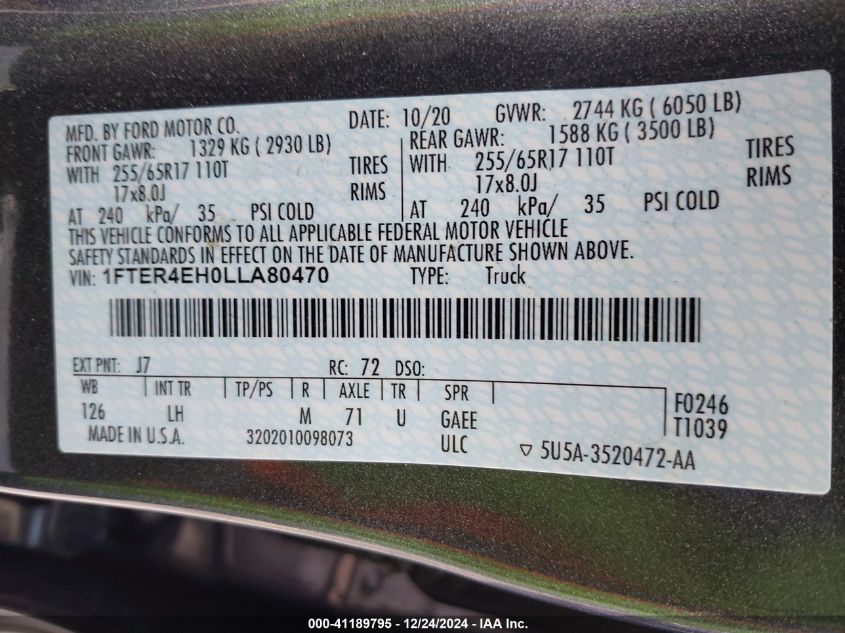 MFD. BY FORD MOTOR CO. DATE: 10/20 GVWR: 2744 KG ( 6050 LB)
FRONT GAWR: 1329 KG ( 2930 LB) REAR GAWR: 1588 KG ( 3500 LB)
WITH 255/65R17 110T TIRES WITH 255/65R17 110T TIRES
17x8.0J RIMS 17x8.0J RIMS
AT 240 kPa/ 35 PSI COLD AT 240 kPa/ 35 PSI COLD
THIS VEHICLE CONFORMS TO ALL APPLICABLE FEDERAL MOTOR VEHICLE
SAFETY STANDARDS IN EFFECT ON THE DATE OF MANUFACTURE SHOWN ABOVE.
VIN: 1FTER4EH0LLA80470 TYPE: Truck
EXT PNT: J7 RC: 72 DSO:
WB INT TR TP/PS R AXLE TR SPR
126 LH M 71 U GAEE F0246
T1039
MADE IN U.S.A. 3202010098073 ULC ▽ 5U5A-3520472-AA
000-41189795 - 12/24/2024 - IAA Inc.